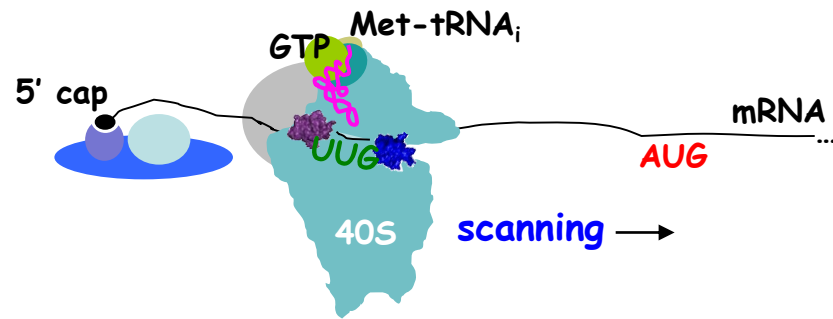 Met-tRNAi
GTP
5' cap
mRNA
...
UUG
AUG
40S
scanning